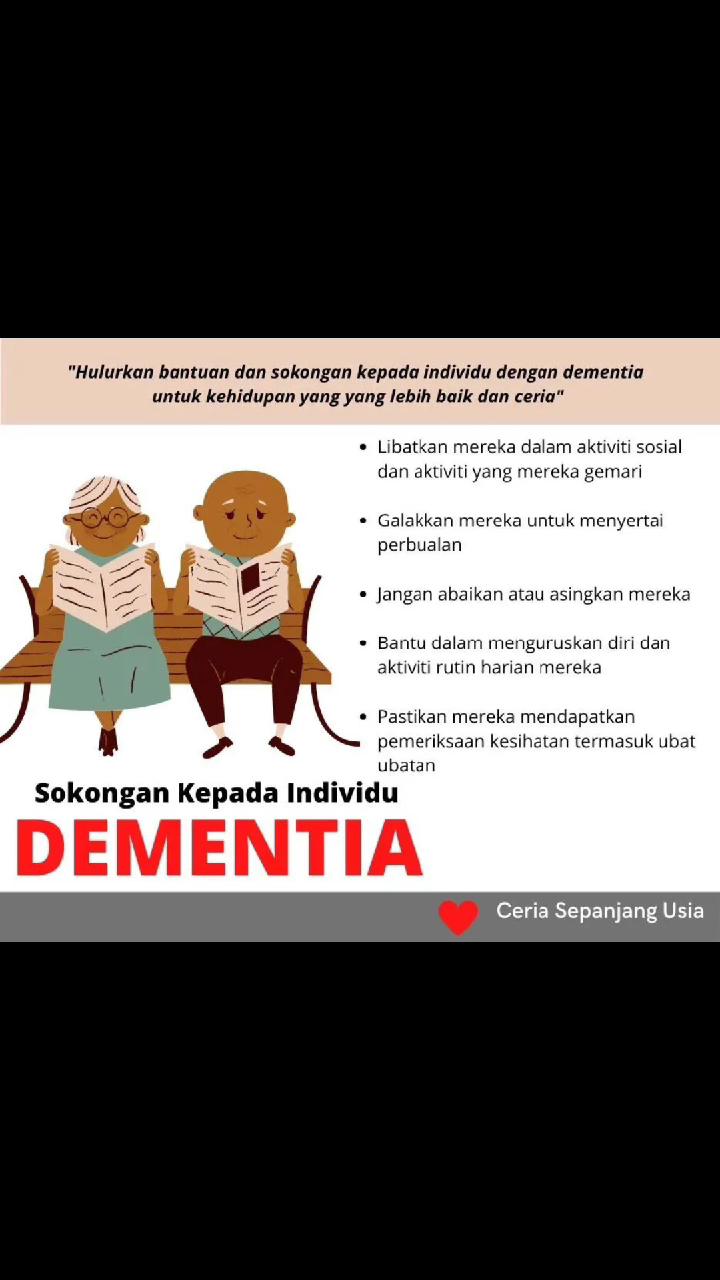 "Hulurkan bantuan dan sokongan kepada individu dengan dementia
untuk kehidupan yang yang lebih baik dan ceria"
• Libatkan mereka dalam aktiviti sosial
dan aktiviti yang mereka gemari
• Galakkan mereka untuk menyertai
perbualan
• Jangan abaikan atau asingkan mereka
• Bantu dalam menguruskan diri dan
aktiviti rutin harian mereka
• Pastikan mereka mendapatkan
pemeriksaan kesihatan termasuk ubat
ubatan
Sokongan Kepada Individu
DEMENTIA
Ceria Sepanjang Usia